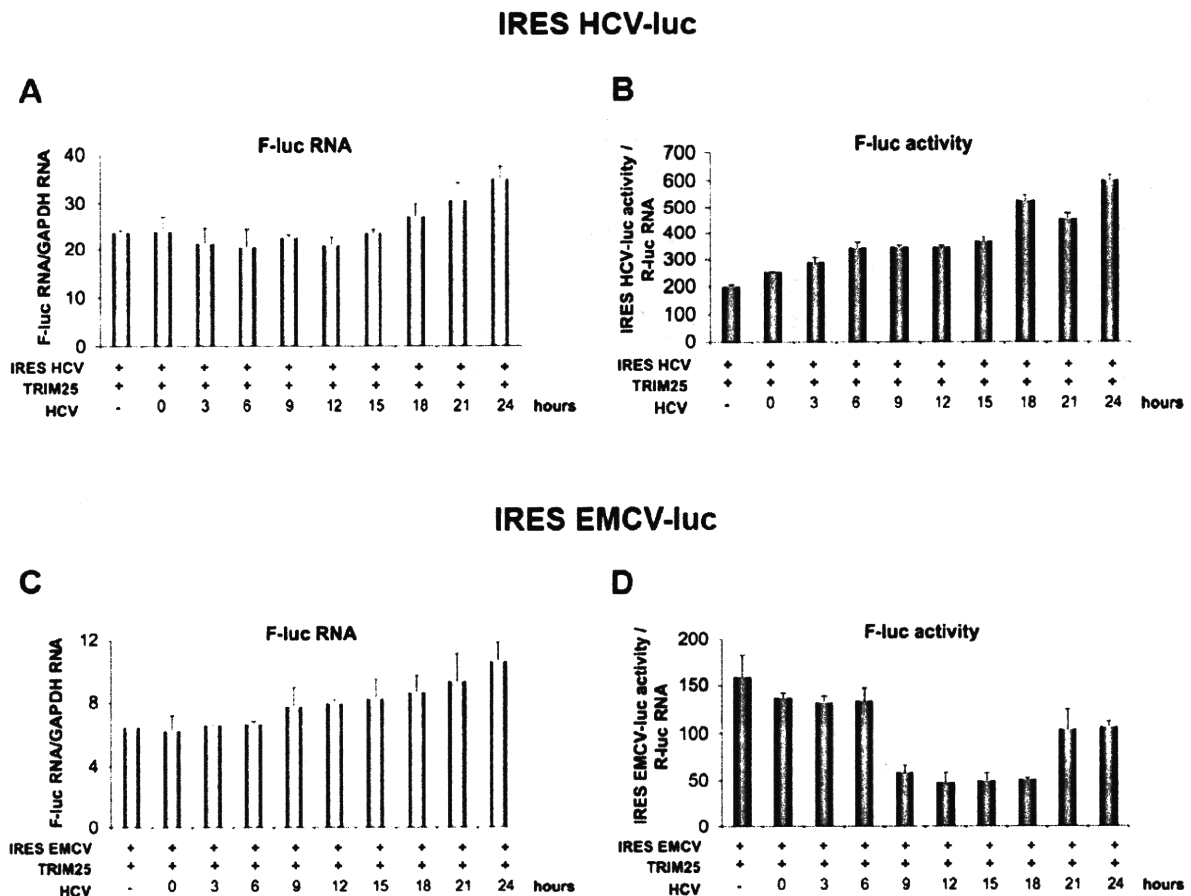 IRES HCV-luc
A
F-luc RNA
F-luc RNA/GAPDH RNA
40
30
20
10
0
IRES HCV + + + + + + + + + +
TRIM25 + + + + + + + + + +
HCV - 0 3 6 9 12 15 18 21 24 hours
B
F-luc activity
IRES HCV-luc activity /
R-luc RNA
700
600
500
400
300
200
100
0
IRES HCV + + + + + + + + + +
TRIM25 + + + + + + + + + +
HCV - 0 3 6 9 12 15 18 21 24 hours
IRES EMCV-luc
C
F-luc RNA
F-luc RNA/GAPDH RNA
12
8
4
0
IRES EMCV + + + + + + + + + +
TRIM25 + + + + + + + + + +
HCV - 0 3 6 9 12 15 18 21 24 hours
D
F-luc activity
IRES EMCV-luc activity /
R-luc RNA
200
150
100
50
0
IRES EMCV + + + + + + + + + +
TRIM25 + + + + + + + + + +
HCV - 0 3 6 9 12 15 18 21 24 hours